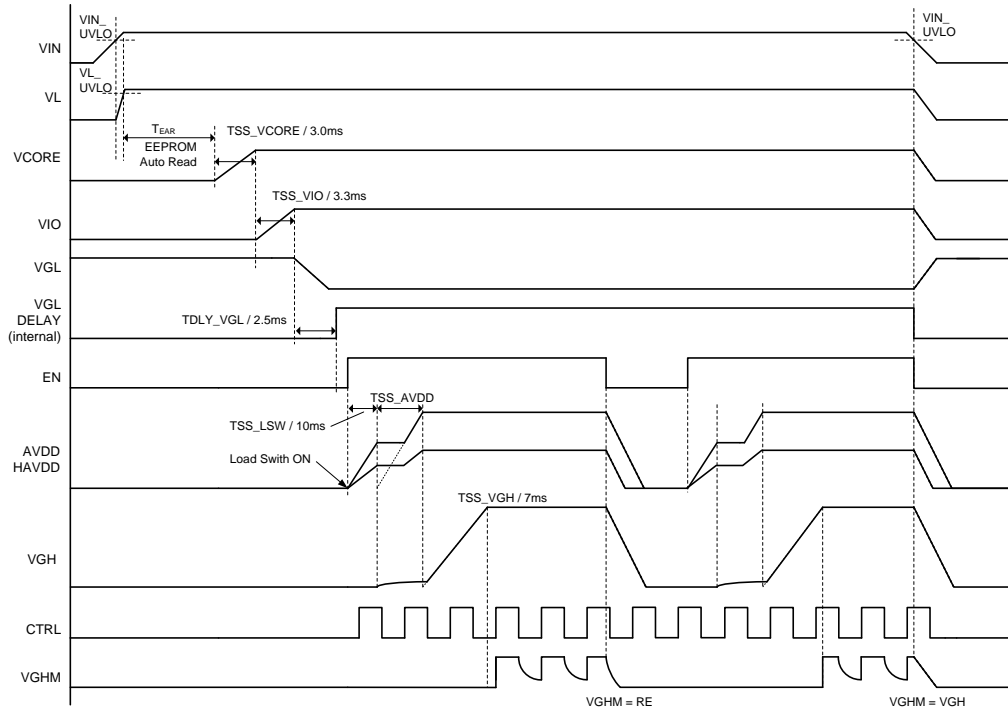 VIN_
UVLO
VIN_
UVLO
VIN
VL_
UVLO
VL
TEAR
EEPROM
Auto Read
TSS_VCORE / 3.0ms
VCORE
TSS_VIO / 3.3ms
VIO
VGL
VGL
DELAY
(internal)
TDLY_VGL / 2.5ms
EN
TSS_AVDD
TSS_LSW / 10ms
AVDD
HAVDD
Load Swith ON
TSS_VGH / 7ms
VGH
CTRL
VGHM
VGHM = RE
VGHM = VGH